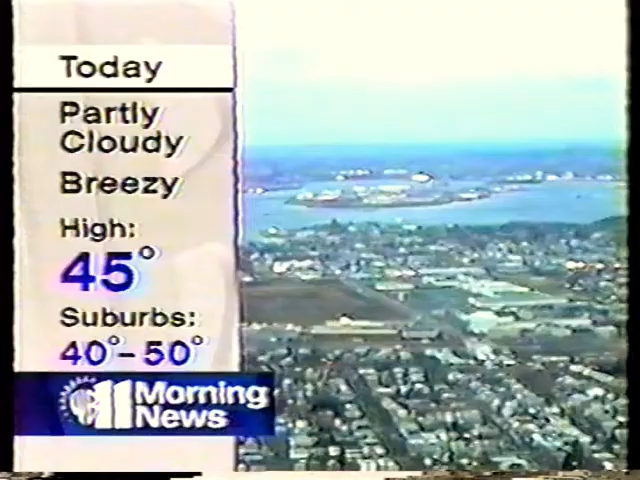 Today
Partly
Cloudy
Breezy
High:
45°
Suburbs:
40°-50°
11 Morning
News